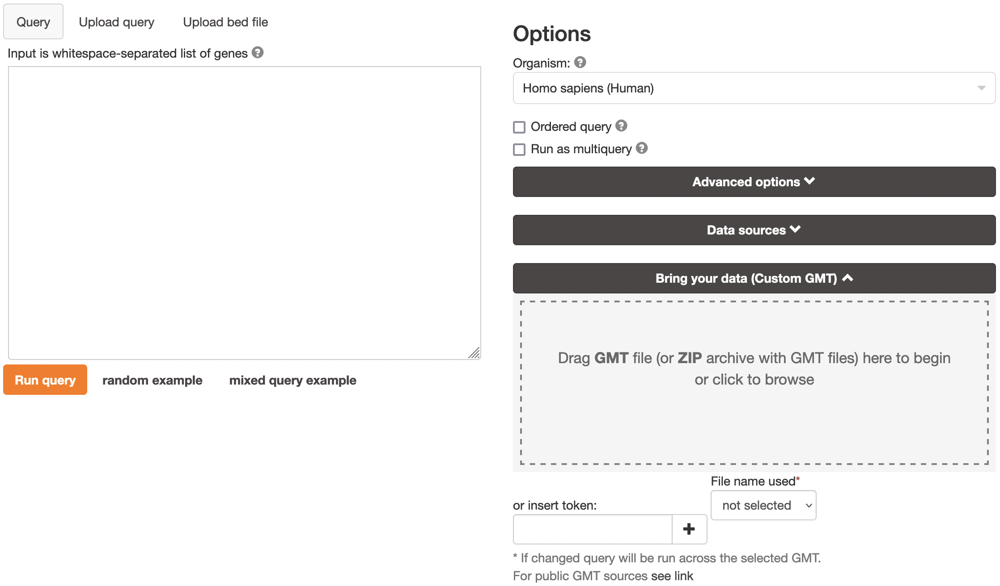 Query
Upload query
Upload bed file
Input is whitespace-separated list of genes
Run query
random example
mixed query example
Options
Organism:
Homo sapiens (Human)
Ordered query
Run as multiquery
Advanced options
Data sources
Bring your data (Custom GMT)
Drag GMT file (or ZIP archive with GMT files) here to begin
or click to browse
File name used*
not selected
or insert token:
* If changed query will be run across the selected GMT.
For public GMT sources see link